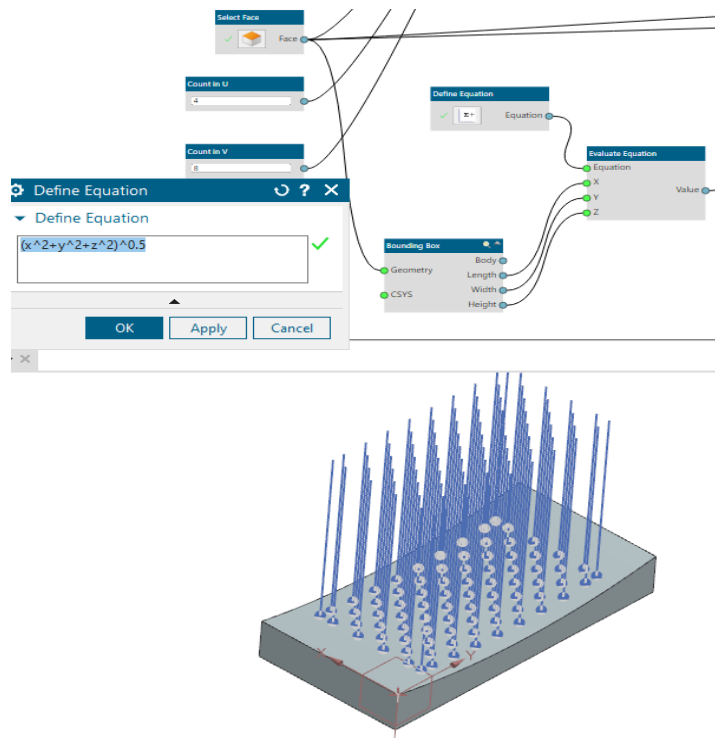 Select Face
Face
Count in U
4
Define Equation
Equation
Count in V
8
Evaluate Equation
Equation
X
Y
Z
Value
Define Equation
Define Equation
(x^2+y^2+z^2)^0.5
OK
Apply
Cancel
Bounding Box
Body
Geometry
Length
Width
CSYS
Height
X
Y